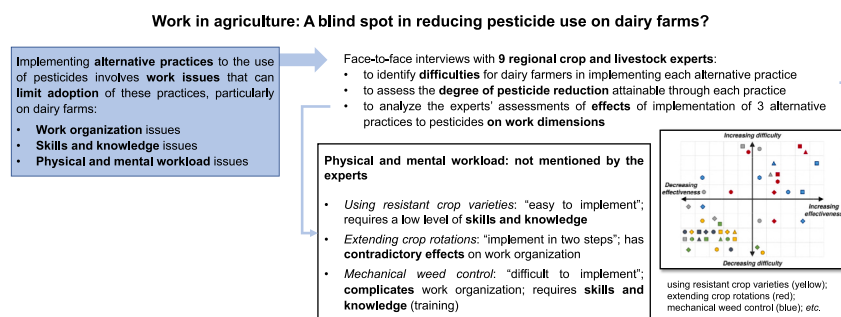 Work in agriculture: A blind spot in reducing pesticide use on dairy farms?
Implementing alternative practices to the use
of pesticides involves work issues that can
limit adoption of these practices, particularly
on dairy farms:
• Work organization issues
• Skills and knowledge issues
• Physical and mental workload issues
Face-to-face interviews with 9 regional crop and livestock experts:
• to identify difficulties for dairy farmers in implementing each alternative practice
• to assess the degree of pesticide reduction attainable through each practice
• to analyze the experts' assessments of effects of implementation of 3 alternative
practices to pesticides on work dimensions
Physical and mental workload: not mentioned by the
experts
• Using resistant crop varieties: “easy to implement”;
requires a low level of skills and knowledge
• Extending crop rotations: “implement in two steps”; has
contradictory effects on work organization
• Mechanical weed control: “difficult to implement”;
complicates work organization; requires skills and
knowledge (training)
Increasing difficulty
Decreasing
effectiveness
Increasing
effectiveness
Decreasing difficulty
using resistant crop varieties (yellow);
extending crop rotations (red);
mechanical weed control (blue); etc.